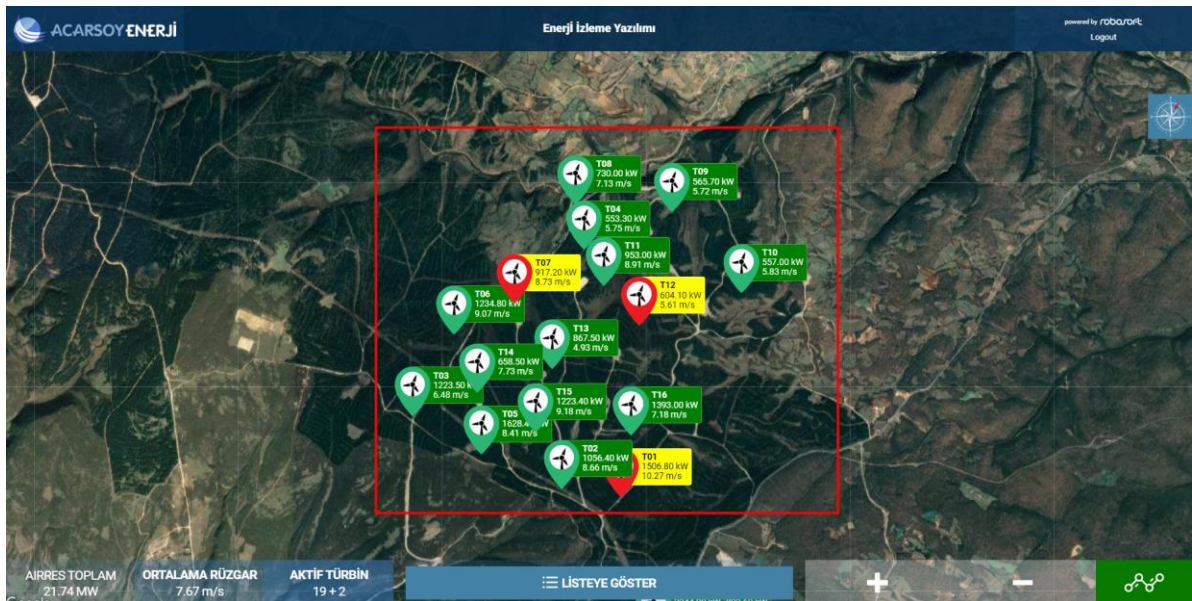 ACARSOY ENERJİ
Enerji İzleme Yazılımı
powered by robosoft
Logout
T08
730.00 kW
7.13 m/s
T09
565.70 kW
5.72 m/s
T04
553.30 kW
5.75 m/s
T11
953.00 kW
8.91 m/s
T10
557.00 kW
5.83 m/s
T07
917.20 kW
8.73 m/s
T12
604.10 kW
5.61 m/s
T06
1234.80 kW
9.07 m/s
T13
867.50 kW
4.93 m/s
T14
658.50 kW
7.73 m/s
T03
1223.50
6.48 m/s
T15
1223.40 kW
9.18 m/s
T16
1393.00 kW
7.18 m/s
T05
1628.4
8.41 m/s
T02
1056.40 kW
8.66 m/s
T01
1506.80 kW
10.27 m/s
AIRRES TOPLAM
21.74 MW
ORTALAMA RÜZGAR
7.67 m/s
AKTİF TÜRBİN
19 + 2
LİSTEYE GÖSTER
+
−